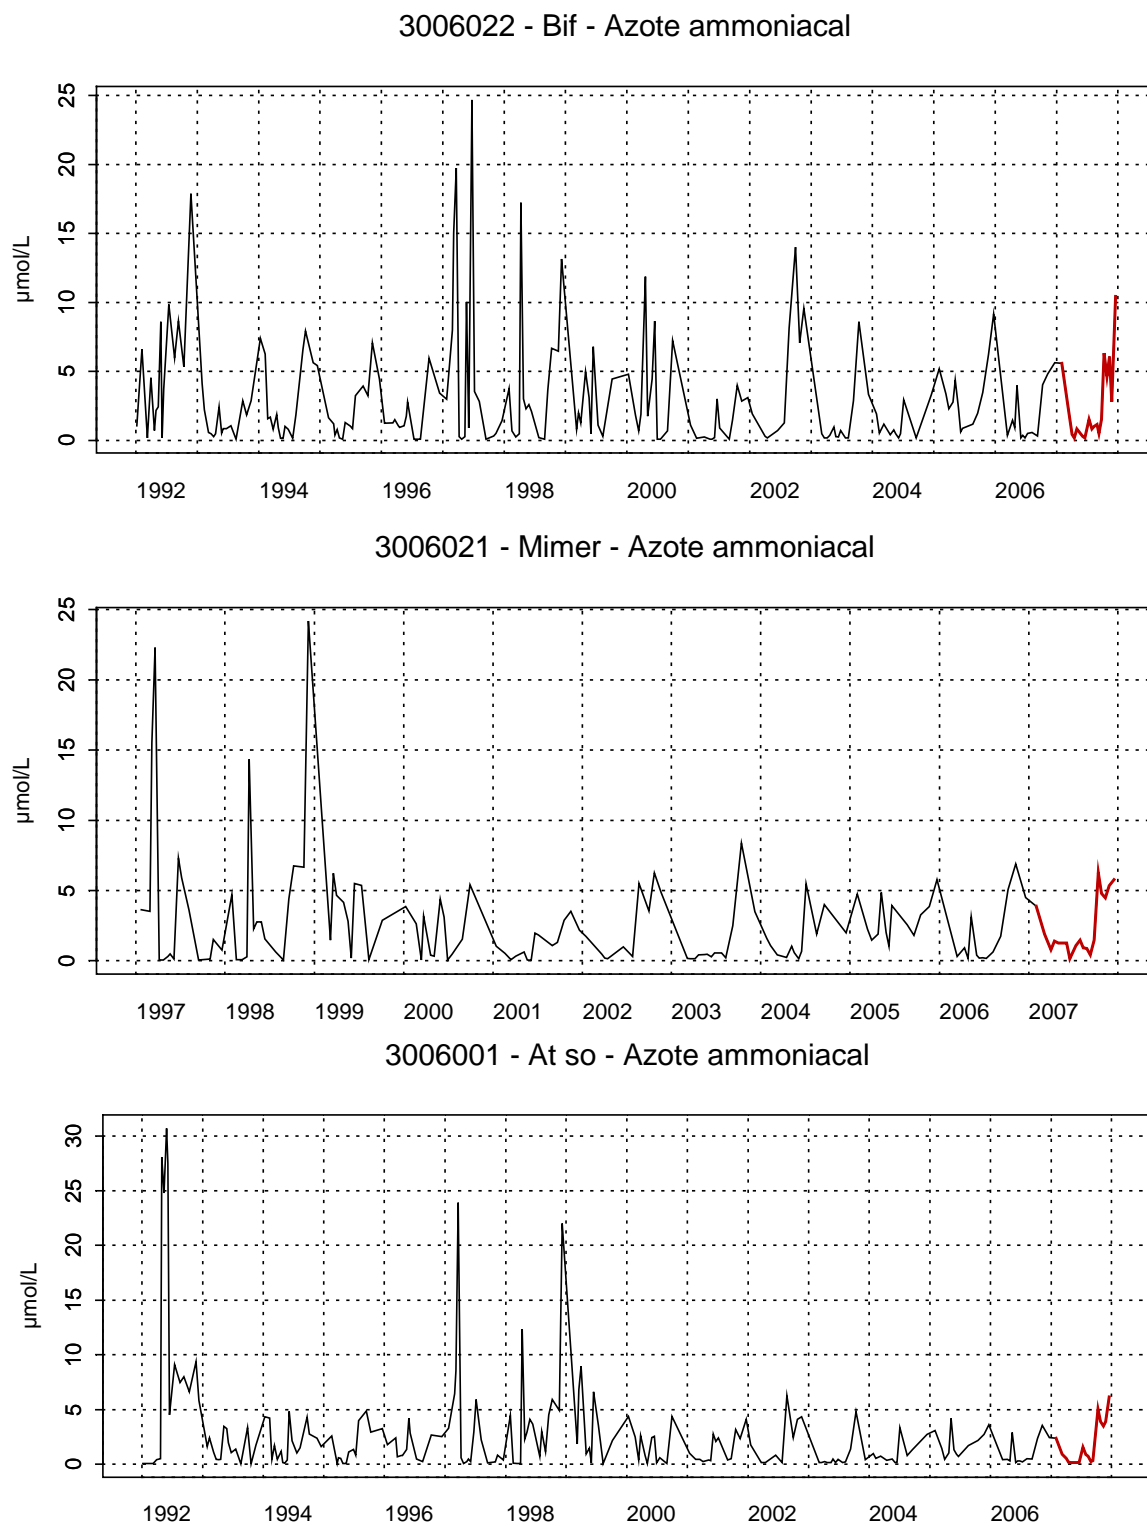 3006022 - Bif - Azote ammoniacal
25
20
15
10
5
0
µmol/L
1992 1994 1996 1998 2000 2002 2004 2006
3006021 - Mimer - Azote ammoniacal
25
20
15
10
5
0
µmol/L
1997 1998 1999 2000 2001 2002 2003 2004 2005 2006 2007
3006001 - At so - Azote ammoniacal
30
25
20
15
10
5
0
µmol/L
1992 1994 1996 1998 2000 2002 2004 2006